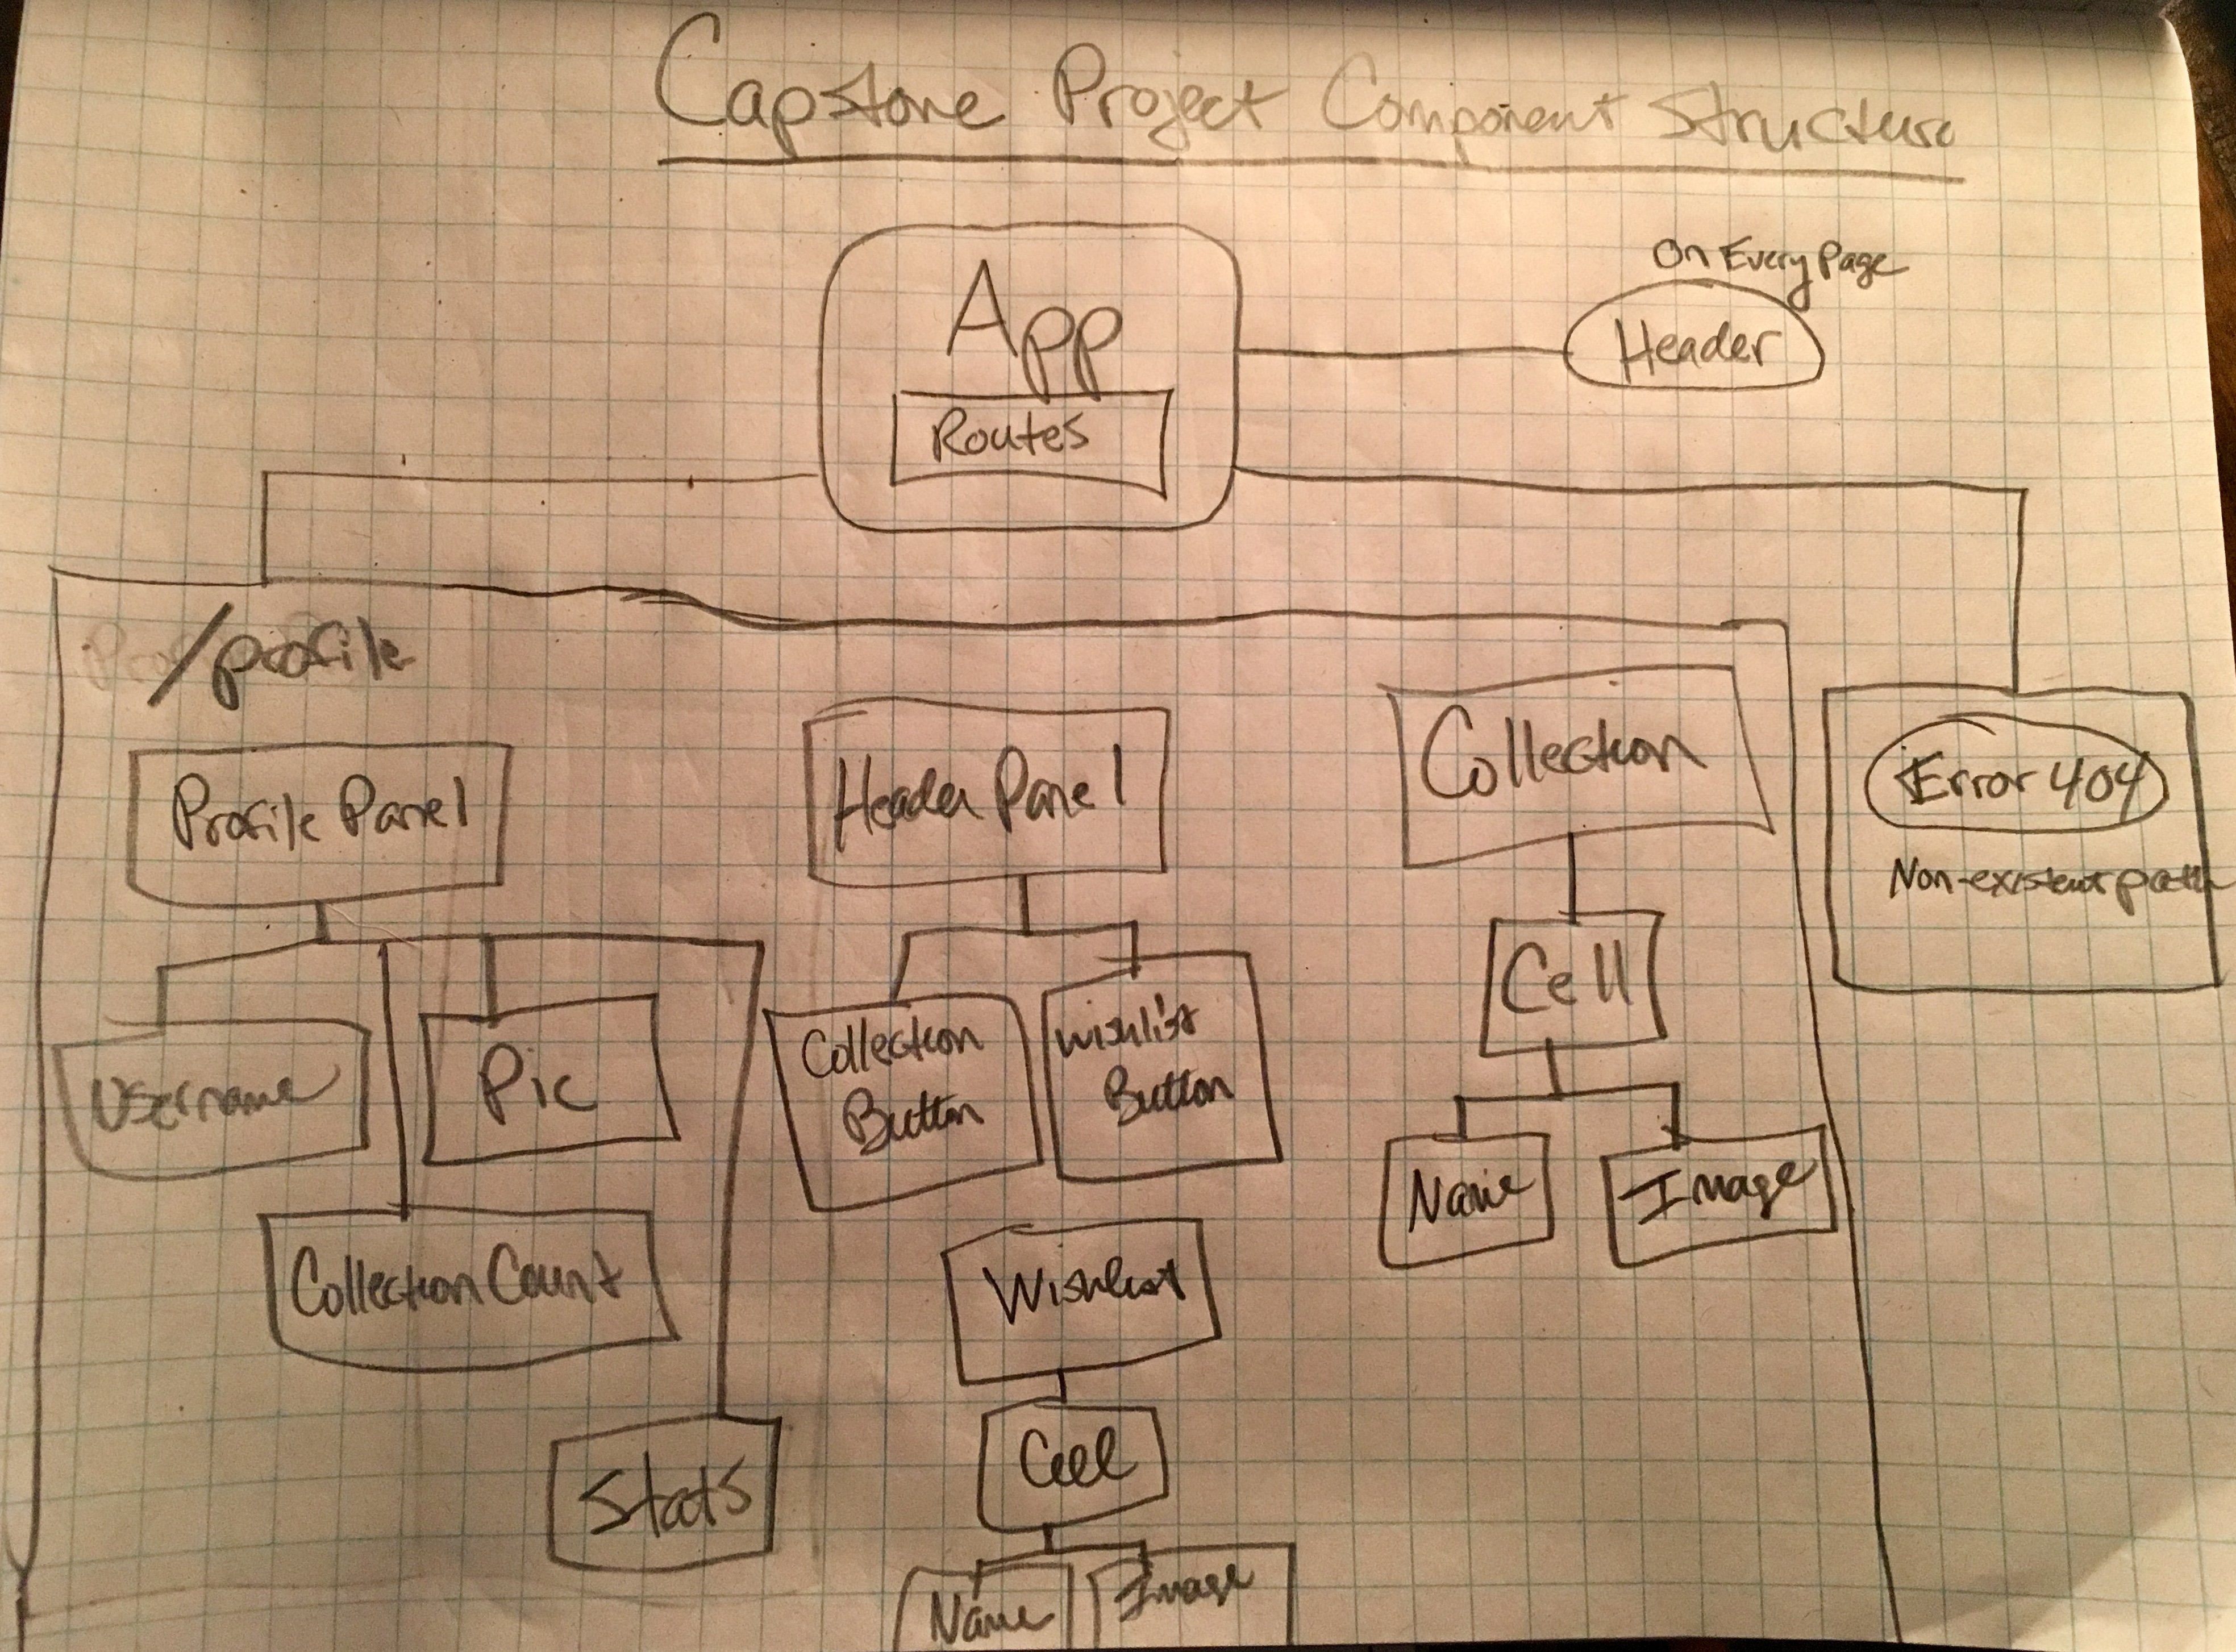 Capstone Project Component Structure
On Every Page
App
Header
Routes
/profile
Profile Panel
Header Panel
Collection
Error 404
Non-existent path
Cell
Username
Pic
Collection
Button
Wishlist
Button
Name
Image
Collection Count
Wishlist
Cell
Stats
Name
Image